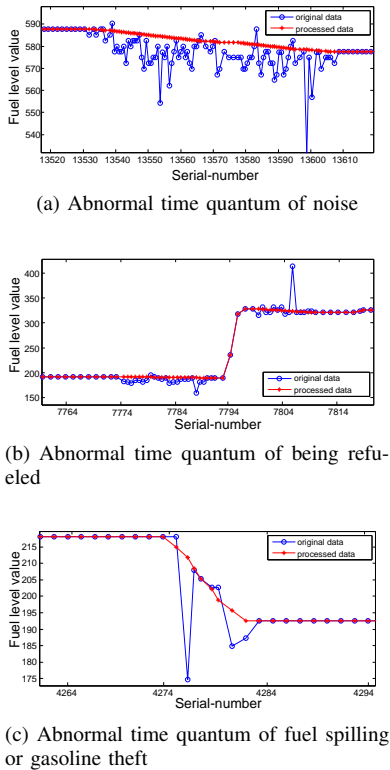 590
580
570
560
550
540
Fuel level value
original data
processed data
13520 13530 13540 13550 13560 13570 13580 13590 13600 13610
Serial-number
(a) Abnormal time quantum of noise
400
350
300
250
200
150
Fuel level value
original data
processed data
7764 7774 7784 7794 7804 7814
Serial-number
(b) Abnormal time quantum of being refu-
eled
215
210
205
200
195
190
185
180
175
Fuel level value
original data
processed data
4264 4274 4284 4294
Serial-number
(c) Abnormal time quantum of fuel spilling
or gasoline theft